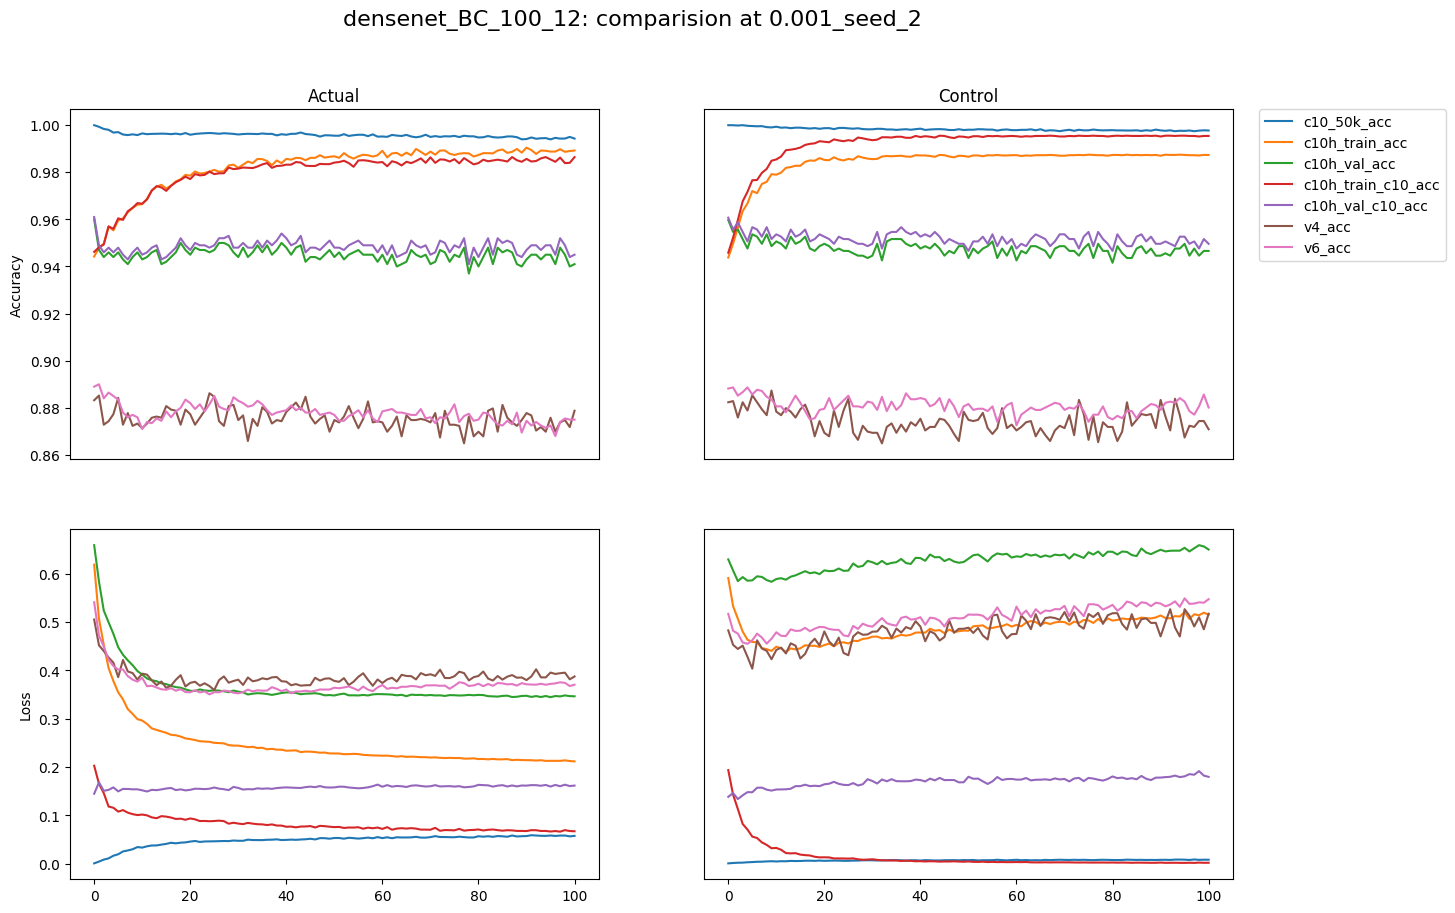 densenet_BC_100_12: comparision at 0.001_seed_2
Actual
Control
1.00
0.98
0.96
0.94
0.92
0.90
0.88
0.86
Accuracy
c10_50k_acc
c10h_train_acc
c10h_val_acc
c10h_train_c10_acc
c10h_val_c10_acc
v4_acc
v6_acc
0.6
0.5
0.4
0.3
0.2
0.1
0.0
Loss
0 20 40 60 80 100
0 20 40 60 80 100